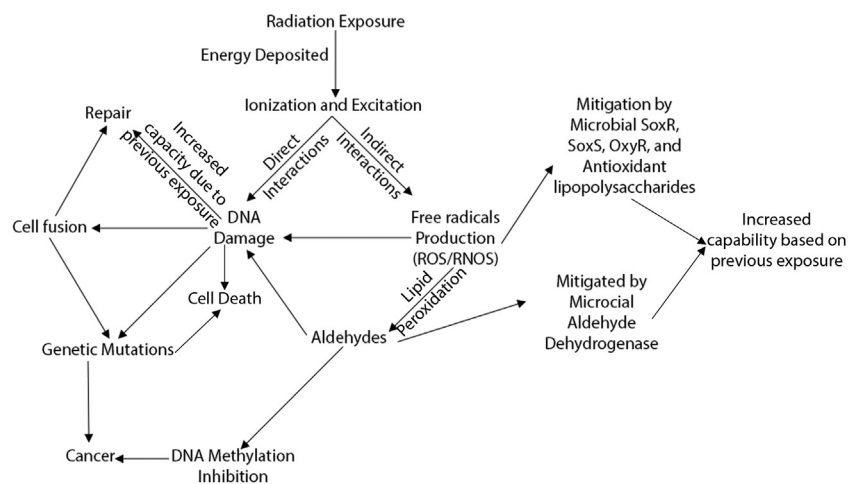 Radiation Exposure
Energy Deposited
Ionization and Excitation
Direct
Interactions
Indirect
Interactions
Repair
Increased
capacity due to
previous exposure
Mitigation by
Microbial SoxR,
SoxS, OxyR, and
Antioxidant
lipopolysaccharides
Cell fusion
DNA
Damage
Free radicals
Production
(ROS/RNOS)
Increased
capability based on
previous exposure
Lipid
Peroxidation
Cell Death
Mitigated by
Microcial
Aldehyde
Dehydrogenase
Genetic Mutations
Aldehydes
Cancer
DNA Methylation
Inhibition